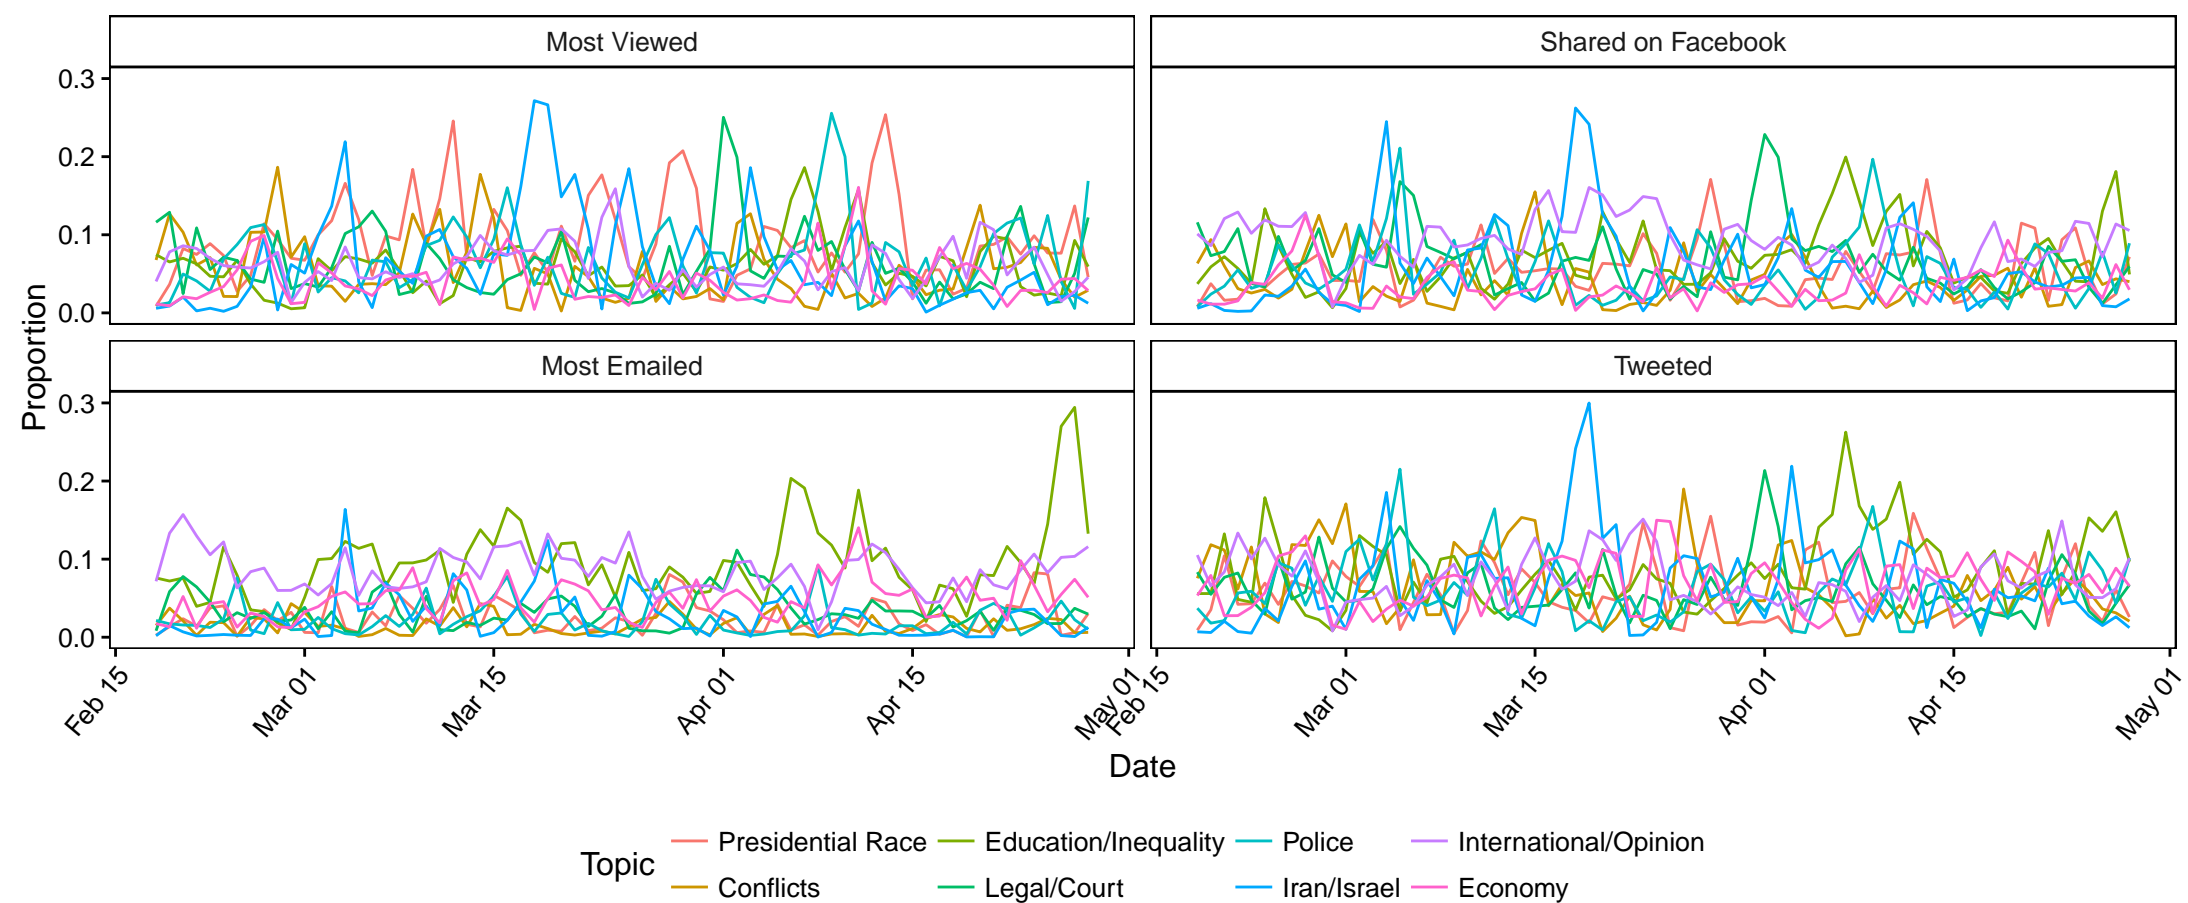 Most Viewed
Shared on Facebook
0.3
0.2
0.1
0.0
Proportion
Most Emailed
Tweeted
0.3
0.2
0.1
0.0
Feb 15
Mar 01
Mar 15
Apr 01
Apr 15
May 01
Feb 15
Mar 01
Mar 15
Apr 01
Apr 15
May 01
Date
Topic
Presidential Race
Education/Inequality
Police
International/Opinion
Conflicts
Legal/Court
Iran/Israel
Economy